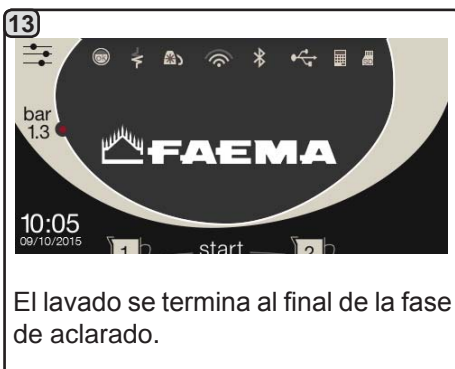 13
bar
1.3
FAEMA
10:05
09/10/2015
1 start 2
El lavado se termina al final de la fase
de aclarado.